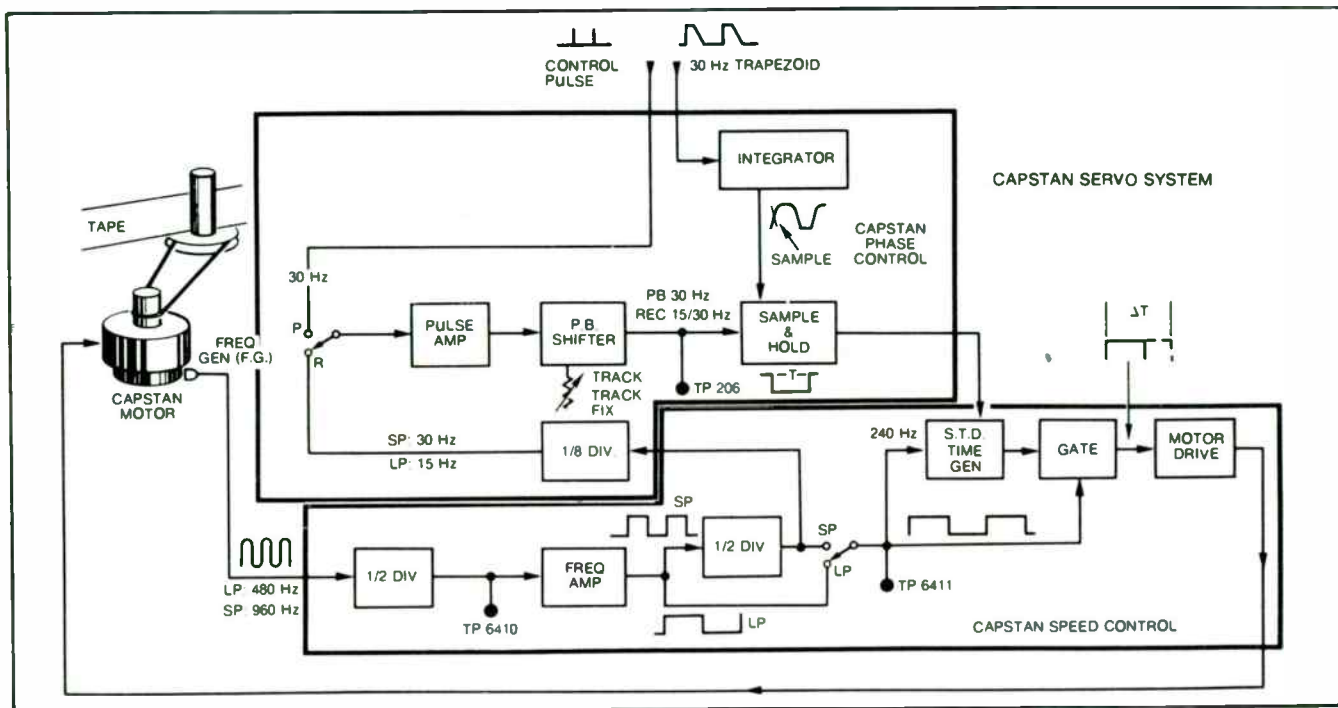 CONTROL
PULSE
30 Hz TRAPEZOID
INTEGRATOR
CAPSTAN SERVO SYSTEM
TAPE
SAMPLE
CAPSTAN
PHASE
CONTROL
30 Hz
P
R
PULSE
AMP
P.B.
SHIFTER
PB 30 Hz
REC 15/30 Hz
SAMPLE
&
HOLD
ΔT
FREQ
GEN (F.G.)
CAPSTAN
MOTOR
TRACK
TRACK
FIX
TP 206
-T-
SP: 30 Hz
LP: 15 Hz
1/8 DIV.
240 Hz
S.T.D.
TIME
GEN
GATE
MOTOR
DRIVE
SP
1/2 DIV
SP
LP
LP: 480 Hz
SP: 960 Hz
1/2 DIV
FREQ
AMP
TP 6410
LP
TP 6411
CAPSTAN SPEED CONTROL